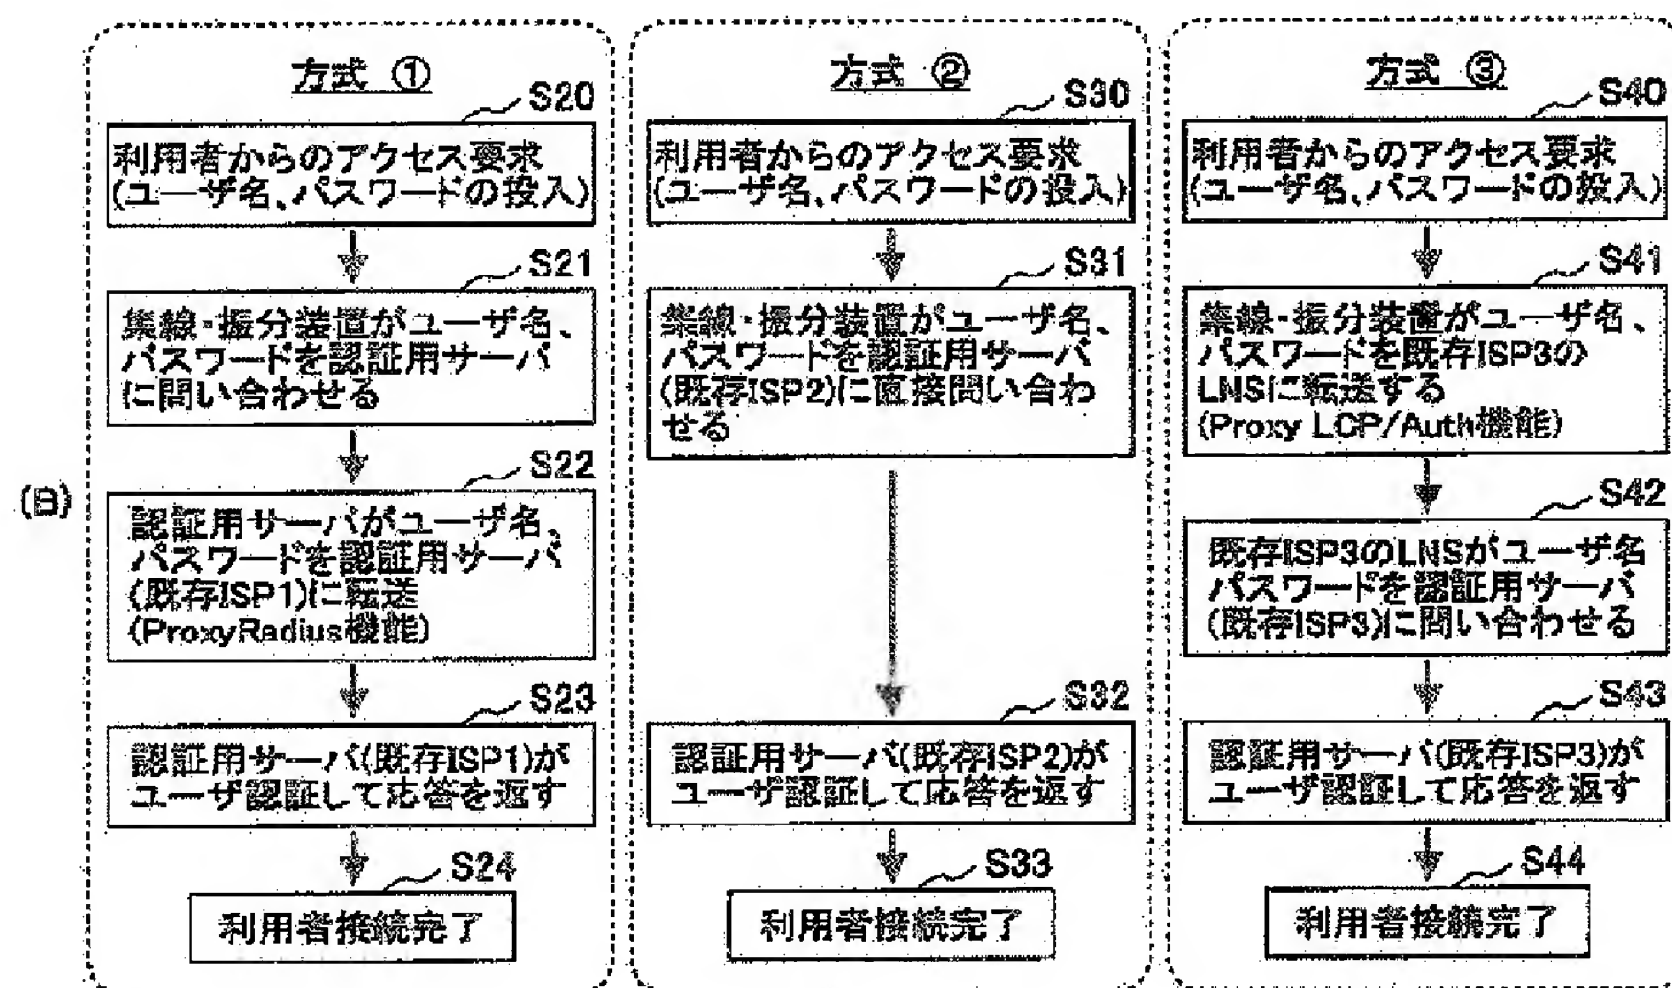 (B)
方式 ①
S20
利用者からのアクセス要求
(ユーザ名、パスワードの投入)
S21
集線・振分装置がユーザ名、
パスワードを認証用サーバ
に問い合わせる
S22
認証用サーバがユーザ名、
パスワードを認証用サーバ
(既存ISP1)に転送
(ProxyRadius機能)
S23
認証用サーバ(既存ISP1)が
ユーザ認証して応答を返す
S24
利用者接続完了
方式 ②
S30
利用者からのアクセス要求
(ユーザ名、パスワードの投入)
S31
集線・振分装置がユーザ名、
パスワードを認証用サーバ
(既存ISP2)に直接問い合わ
せる
S32
認証用サーバ(既存ISP2)が
ユーザ認証して応答を返す
S33
利用者接続完了
方式 ③
S40
利用者からのアクセス要求
(ユーザ名、パスワードの投入)
S41
集線・振分装置がユーザ名、
パスワードを既存ISP3の
LNSに転送する
(Proxy LCP/Auth機能)
S42
既存ISP3のLNSがユーザ名
パスワードを認証用サーバ
(既存ISP3)に問い合わせる
S43
認証用サーバ(既存ISP3)が
ユーザ認証して応答を返す
S44
利用者接続完了